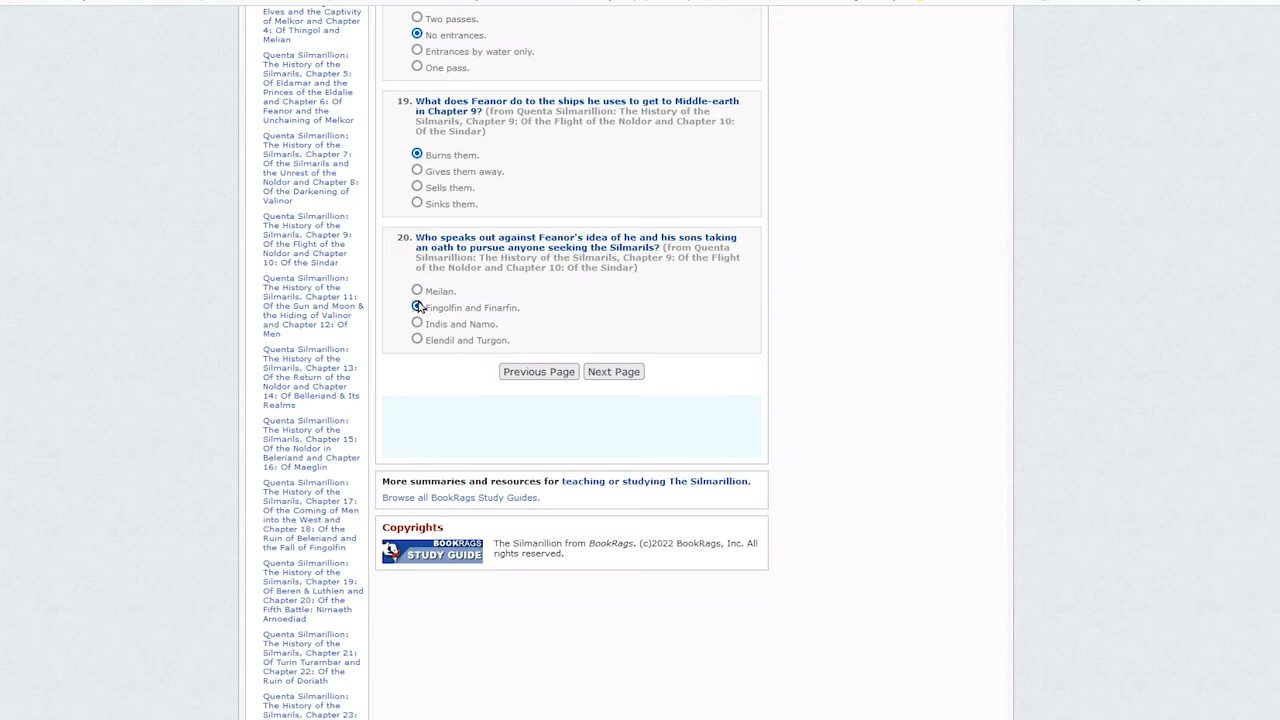 Elves and the Captivity
of Melkor and Chapter
4: Of Thingol and
Melian
Quenta Silmarillion:
The History of the
Silmarils, Chapter 5:
Of Eldamar and the
Princes of the Eldalie
and Chapter 6: Of
Feanor and the
Unchaining of Melkor
Quenta Silmarillion:
The History of the
Silmarils, Chapter 7:
Of the Silmarils and
the Unrest of the
Noldor and Chapter 8:
Of the Darkening of
Valinor
Quenta Silmarillion:
The History of the
Silmarils, Chapter 9:
Of the Flight of the
Noldor and Chapter
10: Of the Sindar
Quenta Silmarillion:
The History of the
Silmarils, Chapter 11:
Of the Sun and Moon &
the Hiding of Valinor
and Chapter 12: Of
Men
Quenta Silmarillion:
The History of the
Silmarils, Chapter 13:
Of the Return of the
Noldor and Chapter
14: Of Belleriand & Its
Realms
Quenta Silmarillion:
The History of the
Silmarils, Chapter 15:
Of the Noldor in
Beleriand and Chapter
16: Of Maeglin
Quenta Silmarillion:
The History of the
Silmarils, Chapter 17:
Of the Coming of Men
into the West and
Chapter 18: Of the
Ruin of Beleriand and
the Fall of Fingolfin
Quenta Silmarillion:
The History of the
Silmarils, Chapter 19:
Of Beren & Luthien and
Chapter 20: Of the
Fifth Battle: Nirnaeth
Arnoediad
Quenta Silmarillion:
The History of the
Silmarils, Chapter 21:
Of Turin Turambar and
Chapter 22: Of the
Ruin of Doriath
Quenta Silmarillion:
The History of the
Silmarils, Chapter 23:
Two passes.
No entrances.
Entrances by water only.
One pass.
19. What does Feanor do to the ships he uses to get to Middle-earth
in Chapter 9? (from Quenta Silmarillion: The History of the
Silmarils, Chapter 9: Of the Flight of the Noldor and Chapter 10:
Of the Sindar)
Burns them.
Gives them away.
Sells them.
Sinks them.
20. Who speaks out against Feanor's idea of he and his sons taking
an oath to pursue anyone seeking the Silmarils? (from Quenta
Silmarillion: The History of the Silmarils, Chapter 9: Of the Flight
of the Noldor and Chapter 10: Of the Sindar)
Meilan.
Fingolfin and Finarfin.
Indis and Namo.
Elendil and Turgon.
Previous Page Next Page
More summaries and resources for teaching or studying The Silmarillion.
Browse all BookRags Study Guides.
Copyrights
BOOKRAGS
STUDY GUIDE
The Silmarillion from BookRags. (c)2022 BookRags, Inc. All
rights reserved.